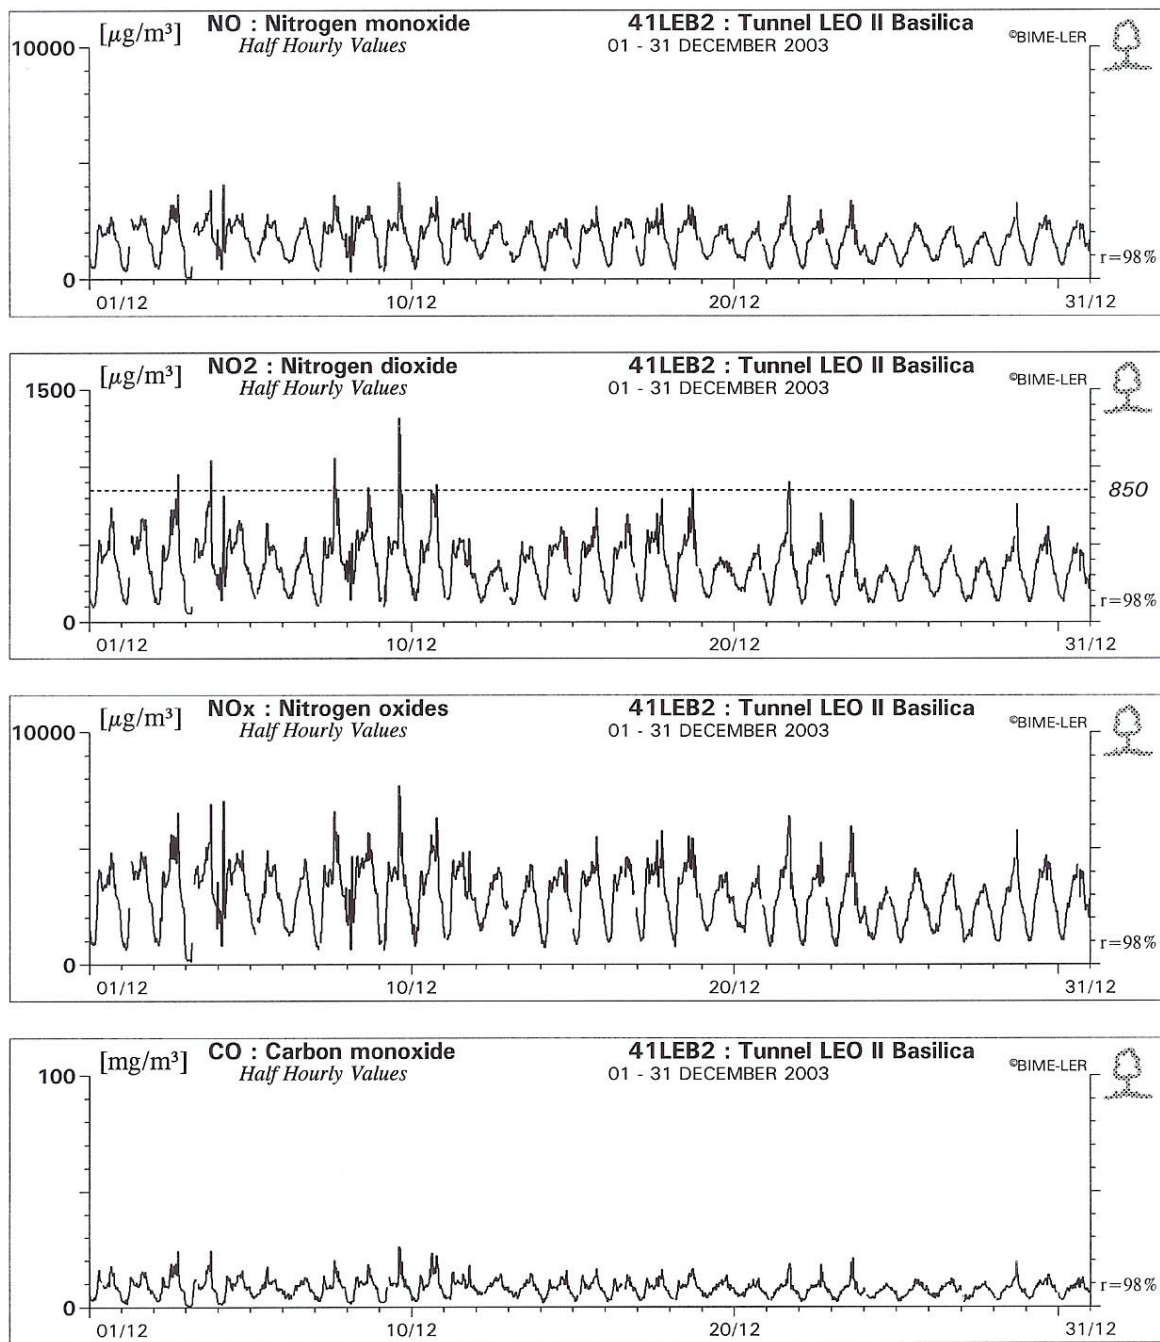 [μg/m³] NO : Nitrogen monoxide 41LEB2 : Tunnel LEO II Basilica
Half Hourly Values 01 - 31 DECEMBER 2003 ©BIME-LER
10000
0
r=98%
01/12 10/12 20/12 31/12
[μg/m³] NO2 : Nitrogen dioxide 41LEB2 : Tunnel LEO II Basilica
Half Hourly Values 01 - 31 DECEMBER 2003 ©BIME-LER
1500
850
0
r=98%
01/12 10/12 20/12 31/12
[μg/m³] NOx : Nitrogen oxides 41LEB2 : Tunnel LEO II Basilica
Half Hourly Values 01 - 31 DECEMBER 2003 ©BIME-LER
10000
0
r=98%
01/12 10/12 20/12 31/12
[mg/m³] CO : Carbon monoxide 41LEB2 : Tunnel LEO II Basilica
Half Hourly Values 01 - 31 DECEMBER 2003 ©BIME-LER
100
0
r=98%
01/12 10/12 20/12 31/12